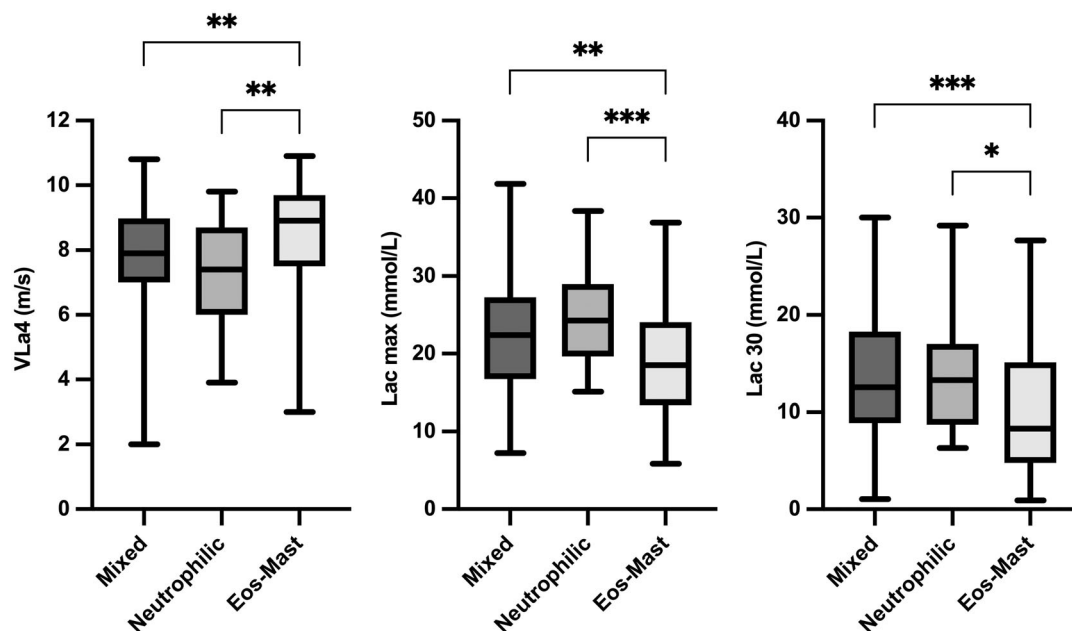 **
**
12
10
8
6
4
2
0
VLa4 (m/s)
Mixed
Neutrophilic
Eos-Mast
**
***
50
40
30
20
10
0
Lac max (mmol/L)
Mixed
Neutrophilic
Eos-Mast
***
*
40
30
20
10
0
Lac 30 (mmol/L)
Mixed
Neutrophilic
Eos-Mast